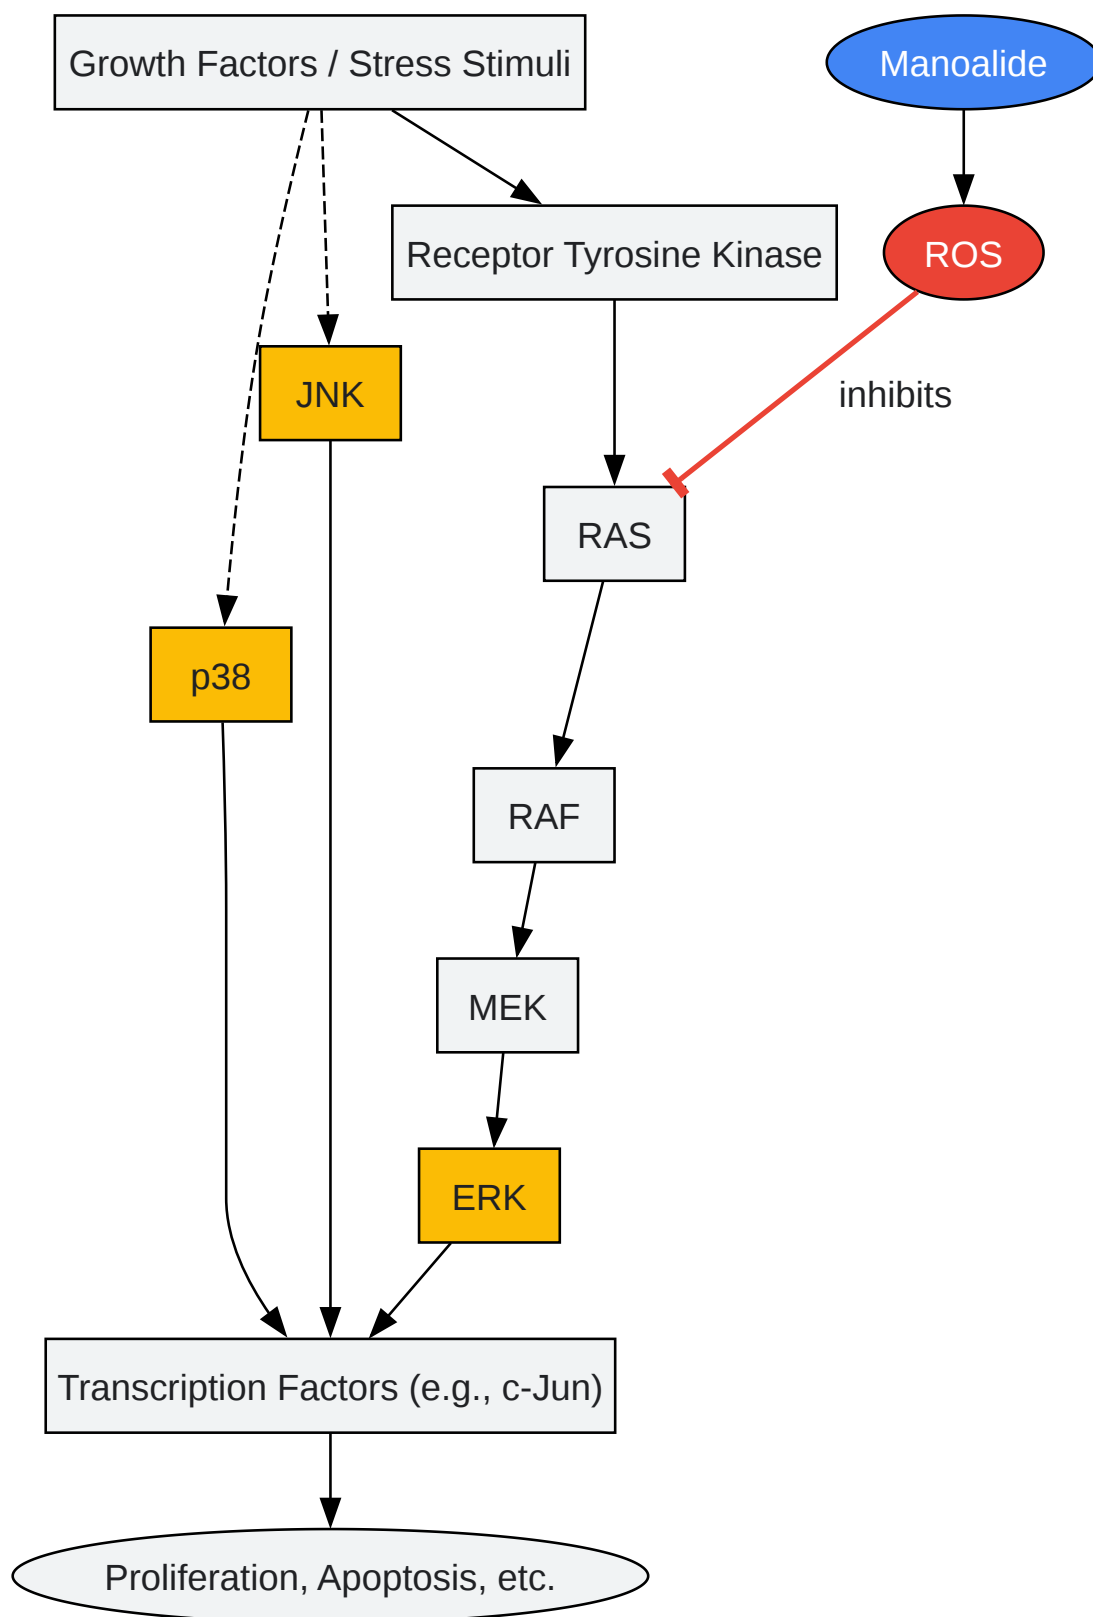 Growth Factors / Stress Stimuli
Manoalide
Receptor Tyrosine Kinase
ROS
JNK
inhibits
RAS
p38
RAF
MEK
ERK
Transcription Factors (e.g., c-Jun)
Proliferation, Apoptosis, etc.